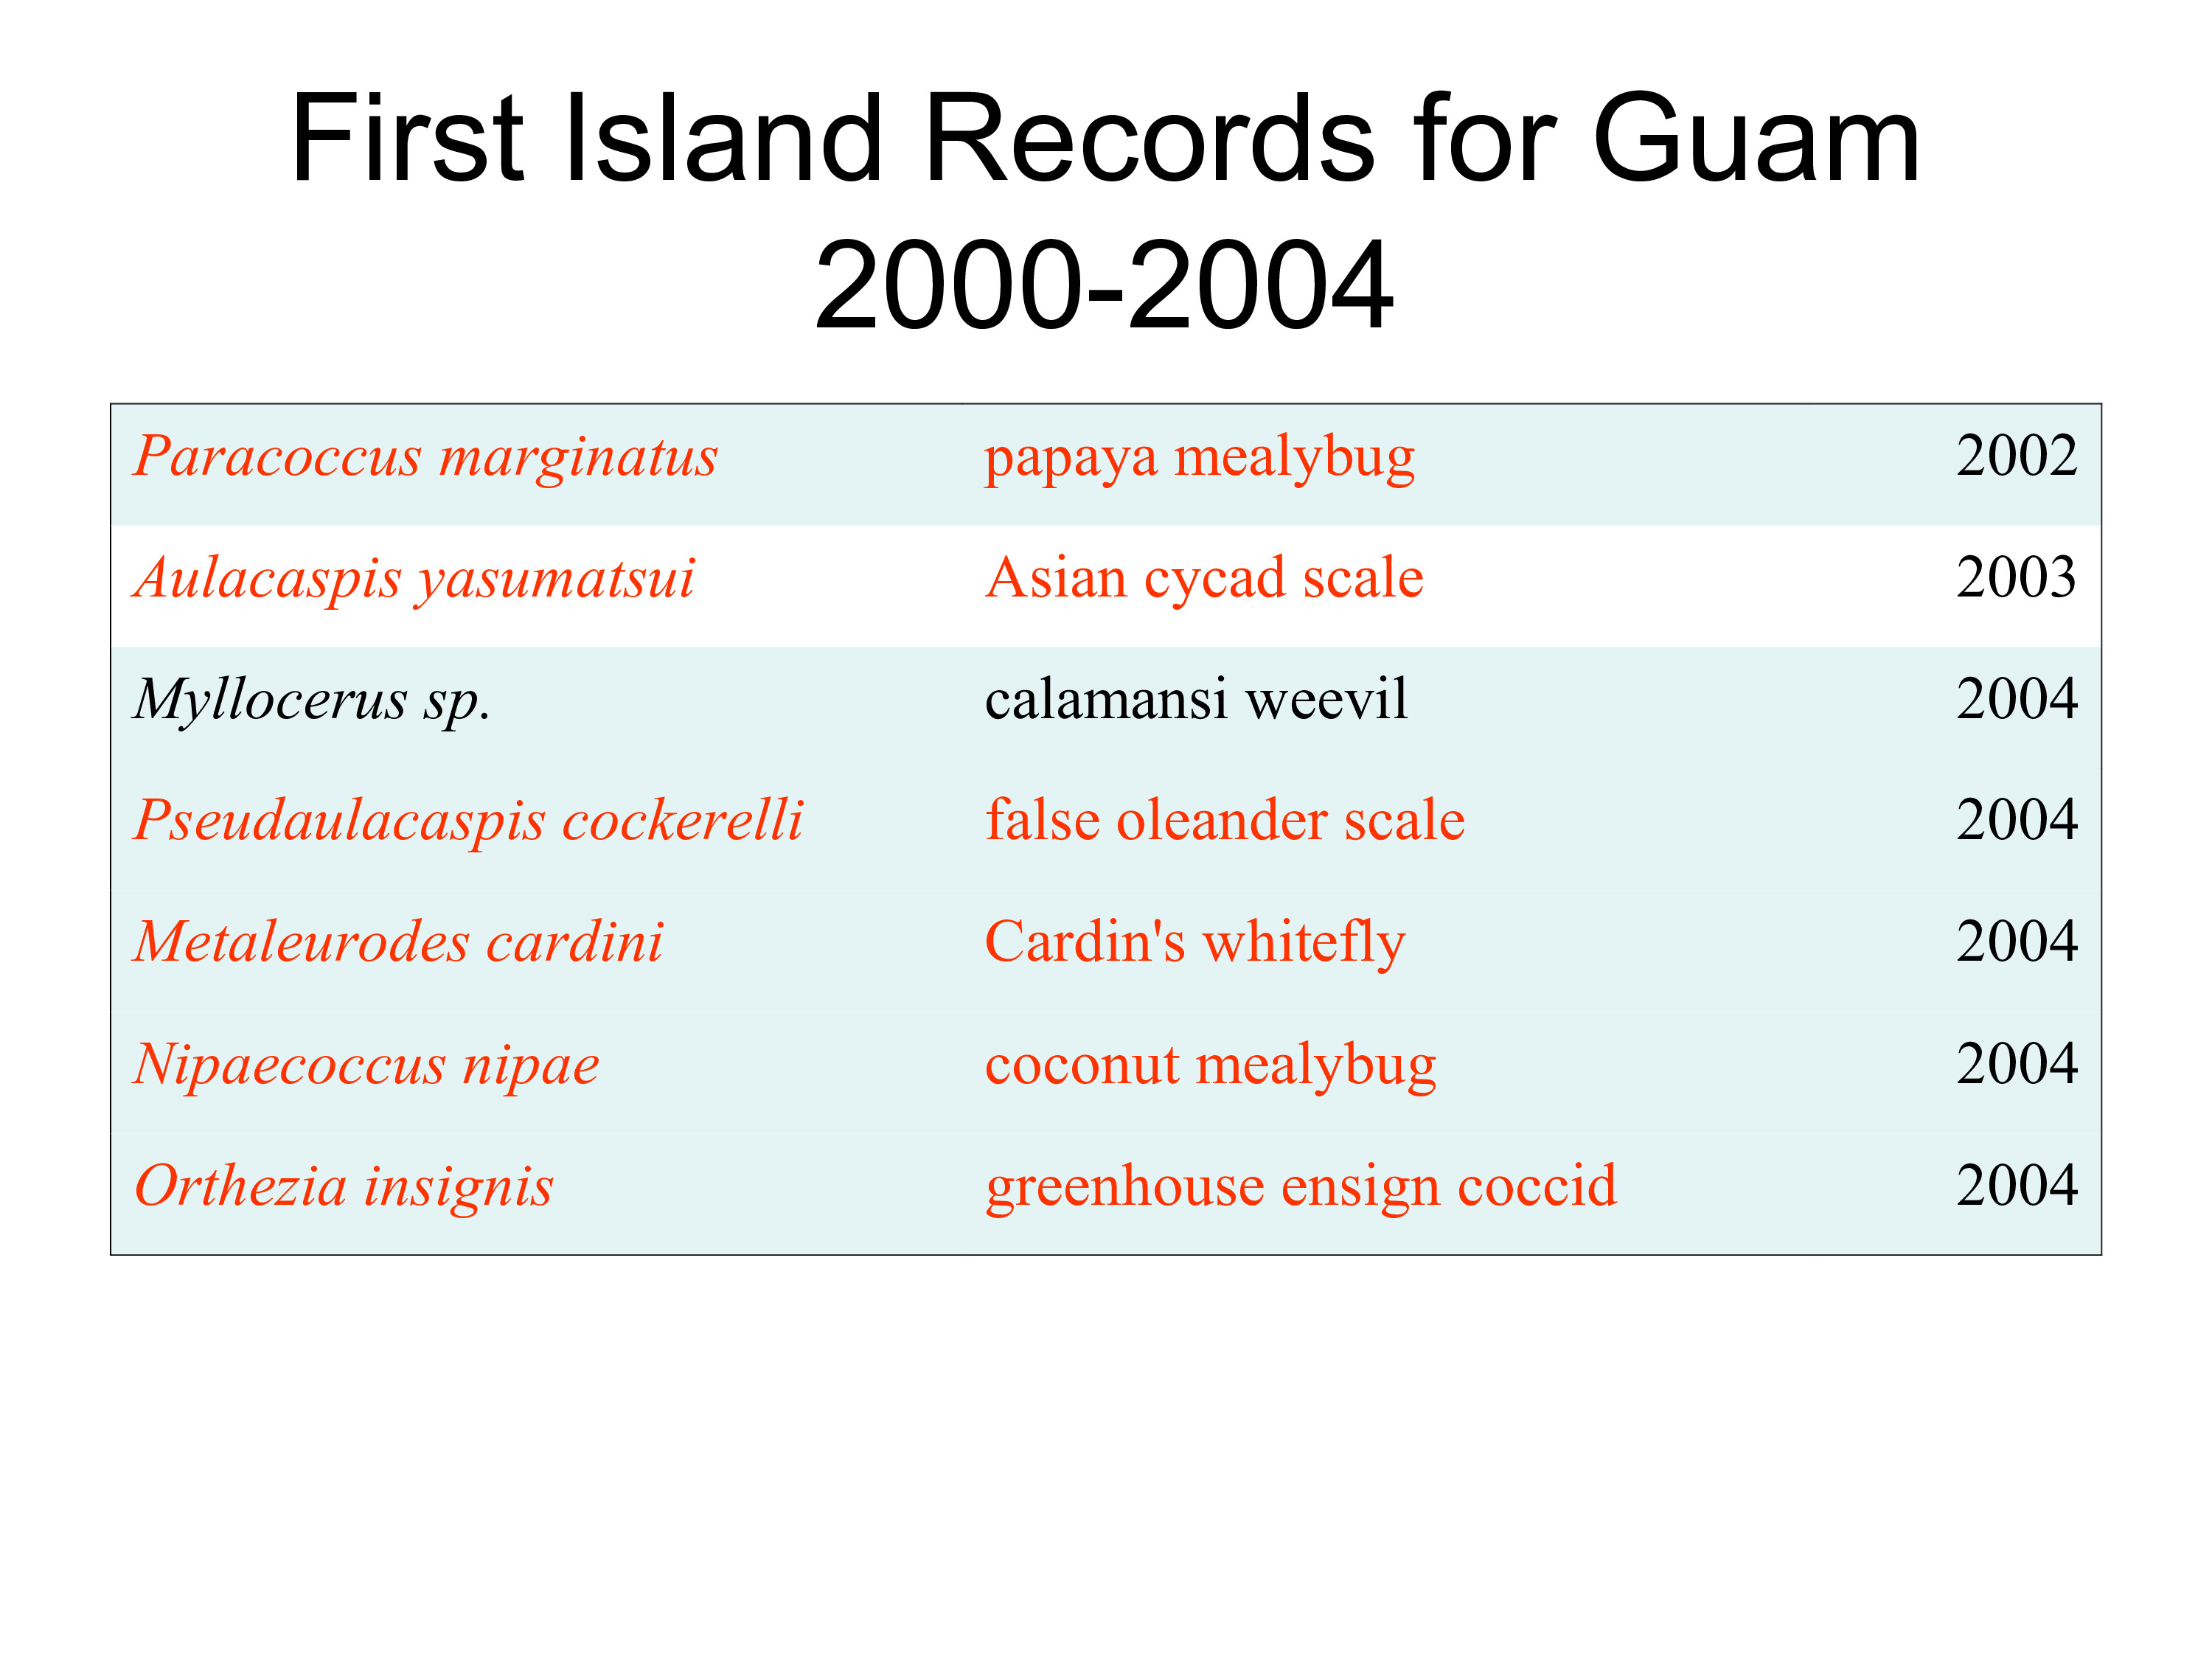 First Island Records for Guam
2000-2004
Paracoccus marginatus papaya mealybug 2002
Aulacaspis yasumatsui Asian cycad scale 2003
Myllocerus sp. calamansi weevil 2004
Pseudaulacaspis cockerelli false oleander scale 2004
Metaleurodes cardini Cardin's whitefly 2004
Nipaecoccus nipae coconut mealybug 2004
Orthezia insignis greenhouse ensign coccid 2004